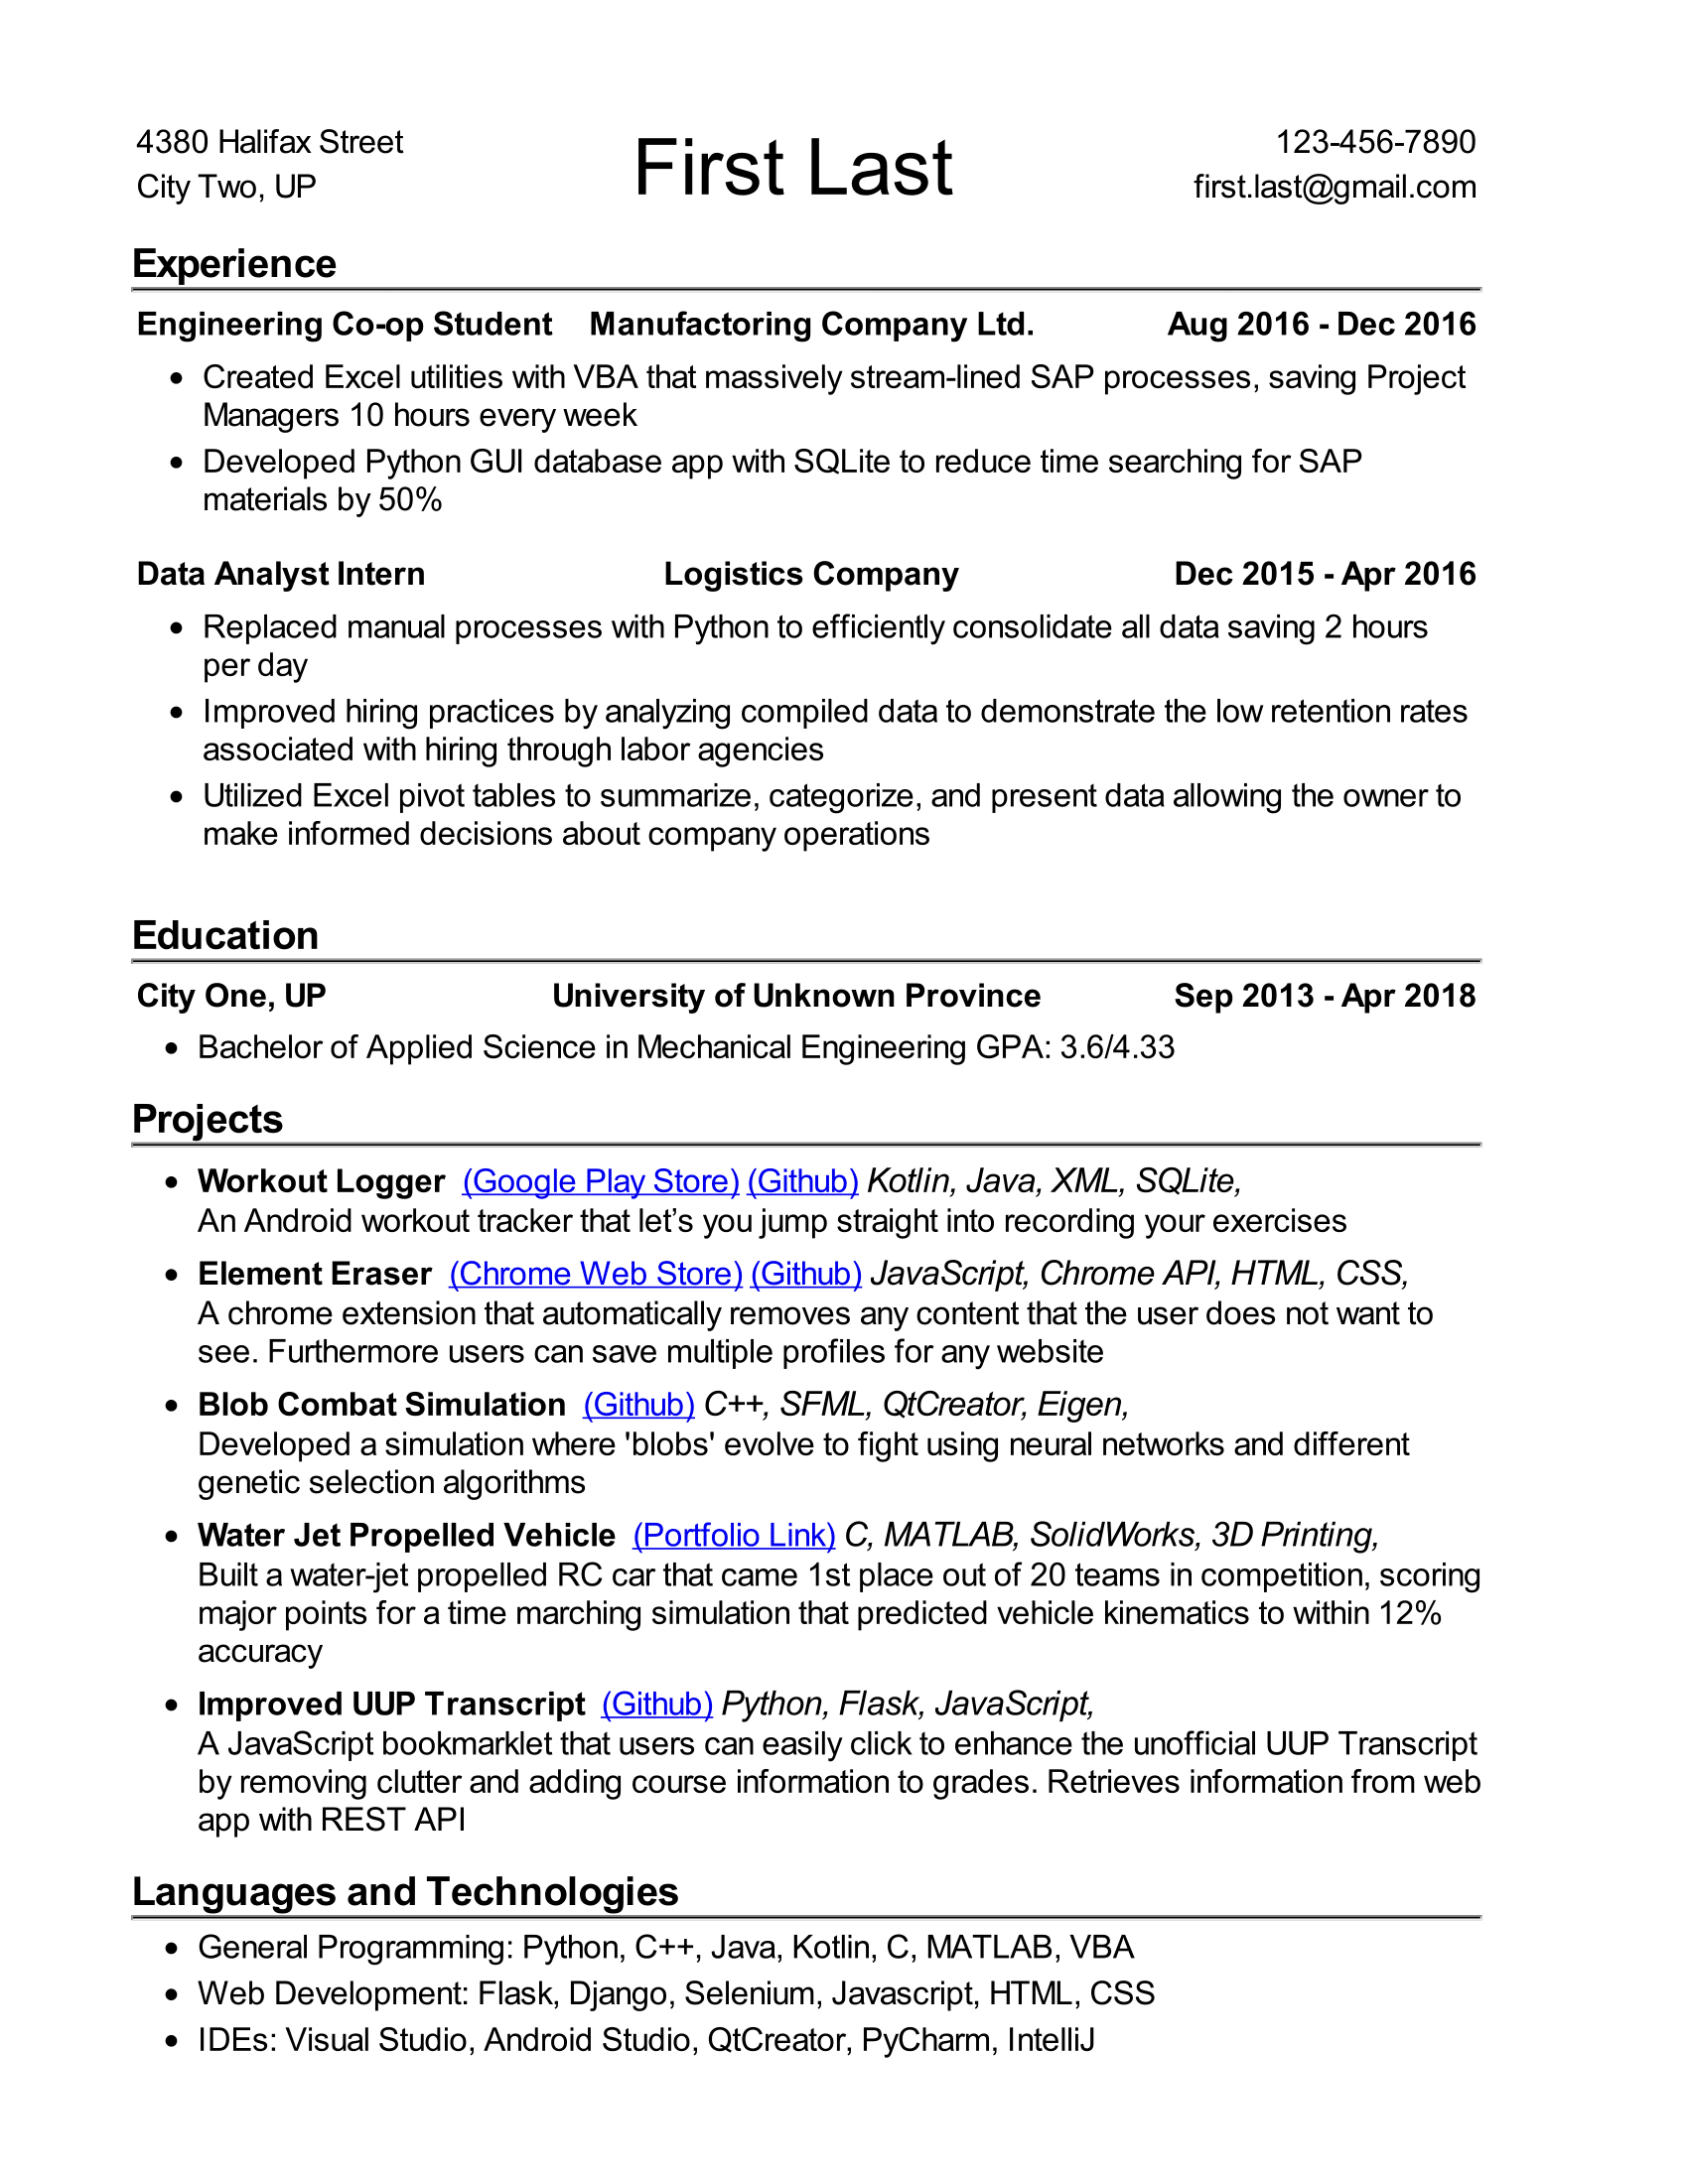 4380 Halifax Street
City Two, UP
First Last
123-456-7890
first.last@gmail.com
Experience
Engineering Co-op Student Manufactoring Company Ltd. Aug 2016 - Dec 2016
• Created Excel utilities with VBA that massively stream-lined SAP processes, saving Project
Managers 10 hours every week
• Developed Python GUI database app with SQLite to reduce time searching for SAP
materials by 50%
Data Analyst Intern Logistics Company Dec 2015 - Apr 2016
• Replaced manual processes with Python to efficiently consolidate all data saving 2 hours
per day
• Improved hiring practices by analyzing compiled data to demonstrate the low retention rates
associated with hiring through labor agencies
• Utilized Excel pivot tables to summarize, categorize, and present data allowing the owner to
make informed decisions about company operations
Education
City One, UP University of Unknown Province Sep 2013 - Apr 2018
• Bachelor of Applied Science in Mechanical Engineering GPA: 3.6/4.33
Projects
• Workout Logger (Google Play Store) (Github) Kotlin, Java, XML, SQLite,
An Android workout tracker that let’s you jump straight into recording your exercises
• Element Eraser (Chrome Web Store) (Github) JavaScript, Chrome API, HTML, CSS,
A chrome extension that automatically removes any content that the user does not want to
see. Furthermore users can save multiple profiles for any website
• Blob Combat Simulation (Github) C++, SFML, QtCreator, Eigen,
Developed a simulation where 'blobs' evolve to fight using neural networks and different
genetic selection algorithms
• Water Jet Propelled Vehicle (Portfolio Link) C, MATLAB, SolidWorks, 3D Printing,
Built a water-jet propelled RC car that came 1st place out of 20 teams in competition, scoring
major points for a time marching simulation that predicted vehicle kinematics to within 12%
accuracy
• Improved UUP Transcript (Github) Python, Flask, JavaScript,
A JavaScript bookmarklet that users can easily click to enhance the unofficial UUP Transcript
by removing clutter and adding course information to grades. Retrieves information from web
app with REST API
Languages and Technologies
• General Programming: Python, C++, Java, Kotlin, C, MATLAB, VBA
• Web Development: Flask, Django, Selenium, Javascript, HTML, CSS
• IDEs: Visual Studio, Android Studio, QtCreator, PyCharm, IntelliJ